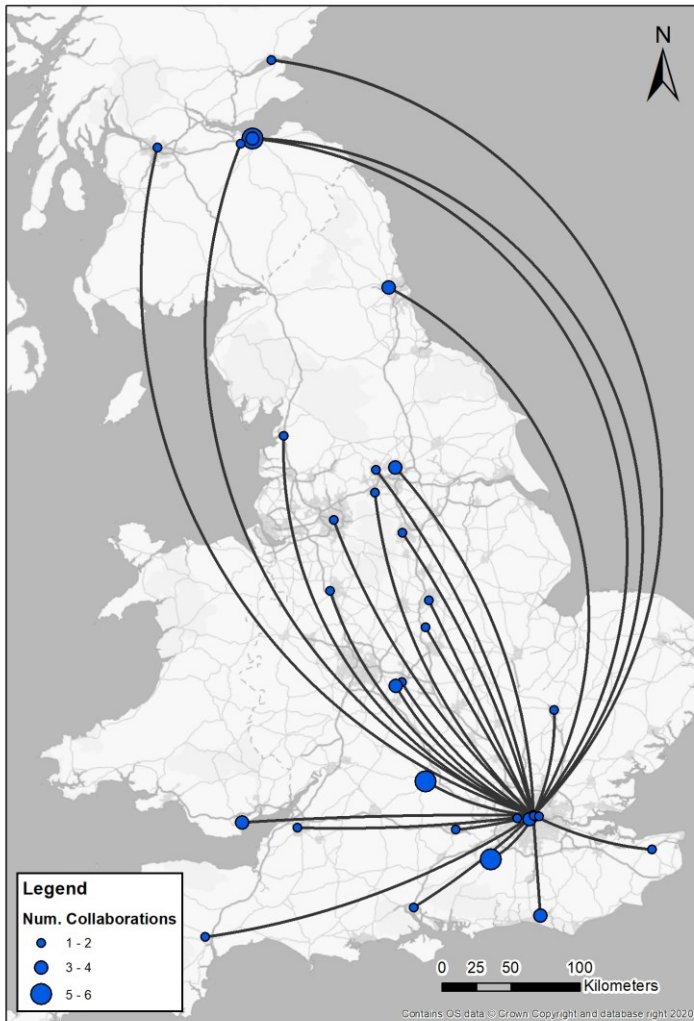 N
Legend
Num. Collaborations
1 - 2
3 - 4
5 - 6
0 25 50 100
Kilometers
Contains OS data © Crown Copyright and database right 2020